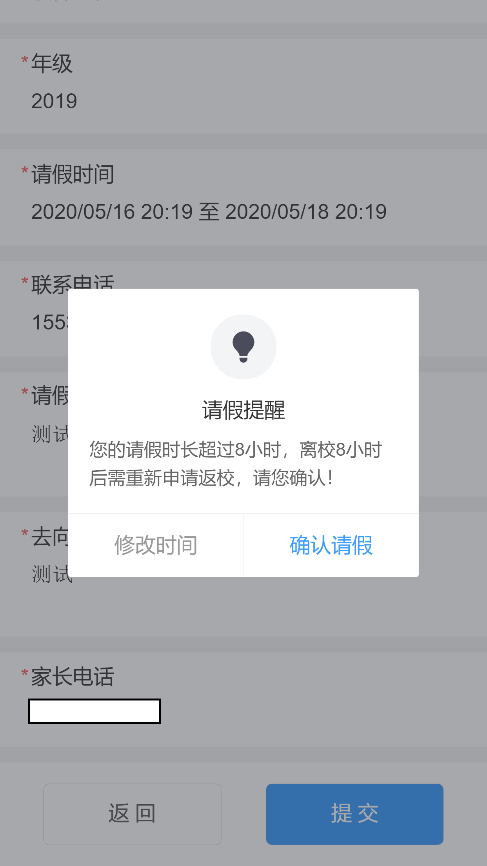 *年级
2019
*请假时间
2020/05/16 20:19 至 2020/05/18 20:19
*联系电话
155
*请假
测试
请假提醒
您的请假时长超过8小时，离校8小时
后需重新申请返校，请您确认！
修改时间
确认请假
*去向
测试
*家长电话
返回
提交